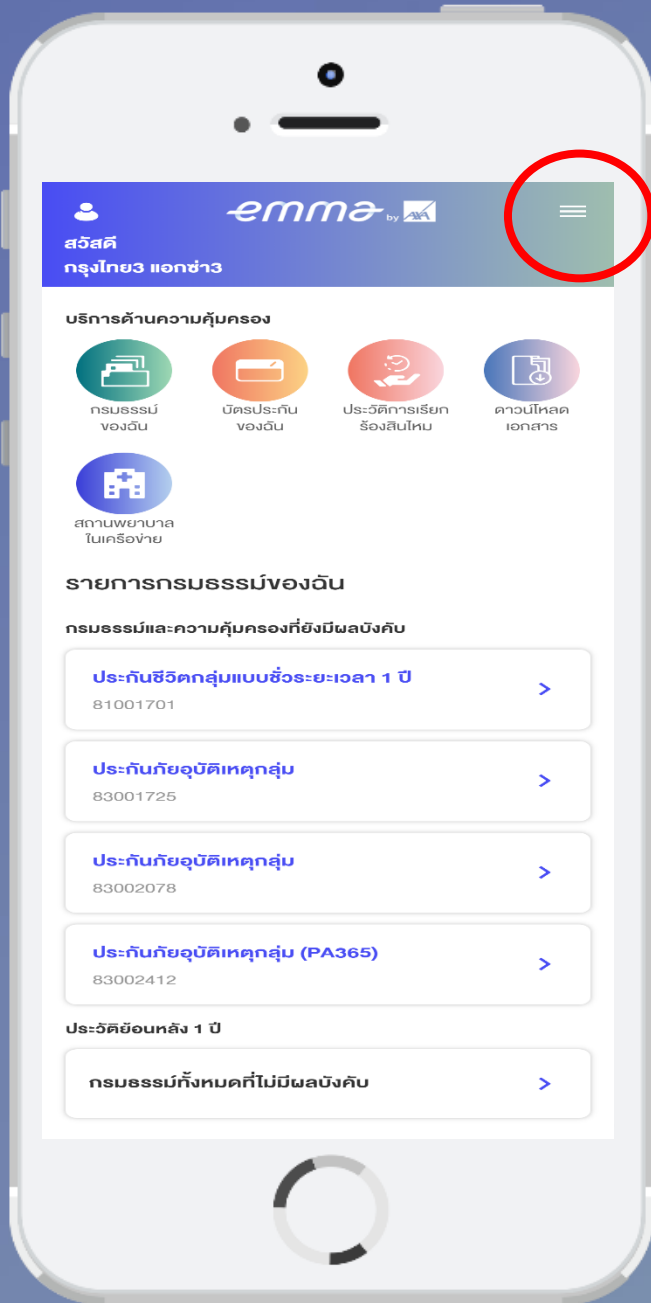 emma by AXA
สวัสดี
กรุงไทย3 แอกซ่า3
บริการด้านความคุ้มครอง
กรมธรรม์
ของฉัน
บัตรประกัน
ของฉัน
ประวัติการเรียก
ร้องสินไหม
ดาวน์โหลด
เอกสาร
สถานพยาบาล
ในเครือข่าย
รายการกรมธรรม์ของฉัน
กรมธรรม์และความคุ้มครองที่ยังมีผลบังคับ
ประกันชีวิตกลุ่มแบบชั่วระยะเวลา 1 ปี
81001701
ประกันภัยอุบัติเหตุกลุ่ม
83001725
ประกันภัยอุบัติเหตุกลุ่ม
83002078
ประกันภัยอุบัติเหตุกลุ่ม (PA365)
83002412
ประวัติย้อนหลัง 1 ปี
กรมธรรม์ทั้งหมดที่ไม่มีผลบังคับ